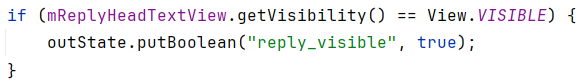 if (mReplyHeadTextView.getVisibility() == View.VISIBLE) {
    outState.putBoolean("reply_visible", true);
}